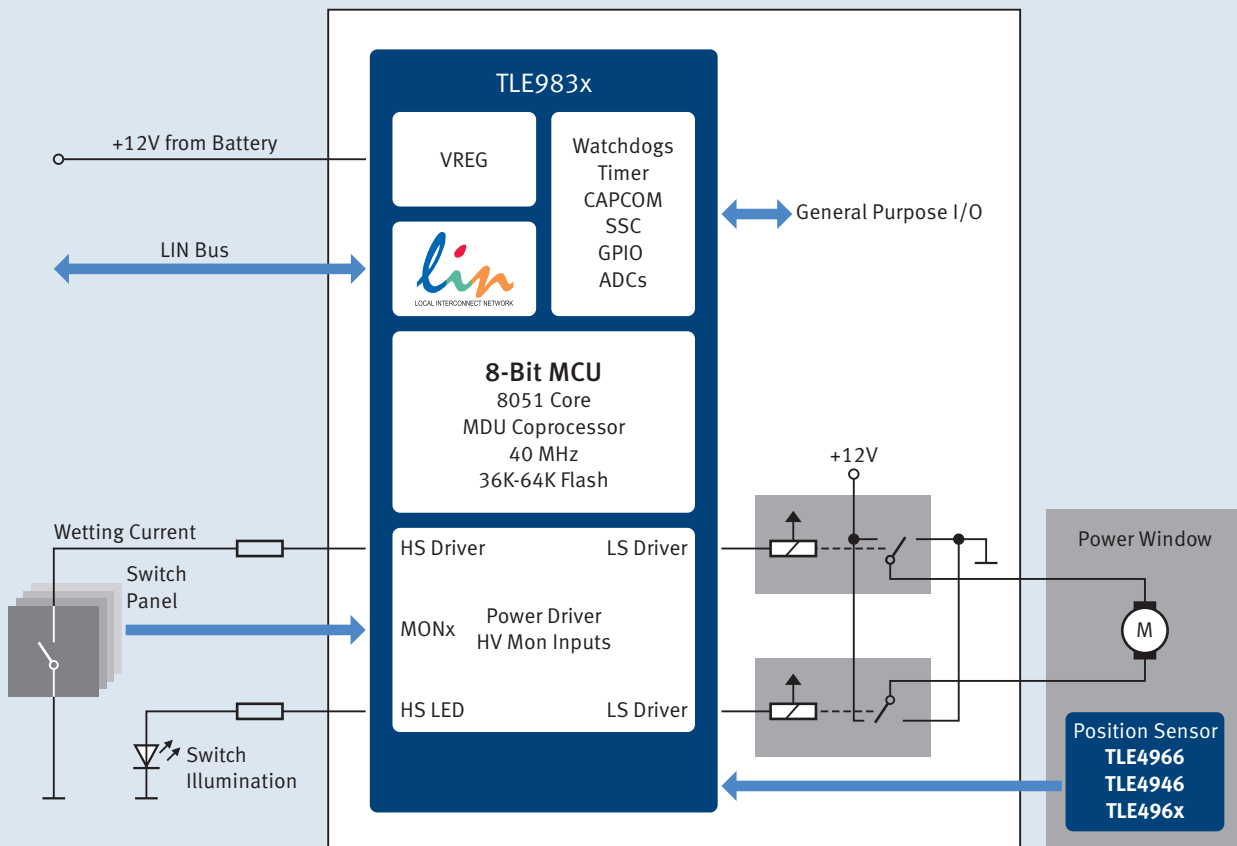 TLE983x
+12V from Battery
VREG
Watchdogs
Timer
CAPCOM
SSC
GPIO
ADCs
General Purpose I/O
LIN Bus
lin
LOCAL INTERCONNECT NETWORK
8-Bit MCU
8051 Core
MDU Coprocessor
40 MHz
36K-64K Flash
+12V
Wetting Current
HS Driver
LS Driver
Power Window
Switch
Panel
MONx
Power Driver
HV Mon Inputs
M
HS LED
LS Driver
Switch
Illumination
Position Sensor
TLE4966
TLE4946
TLE496x